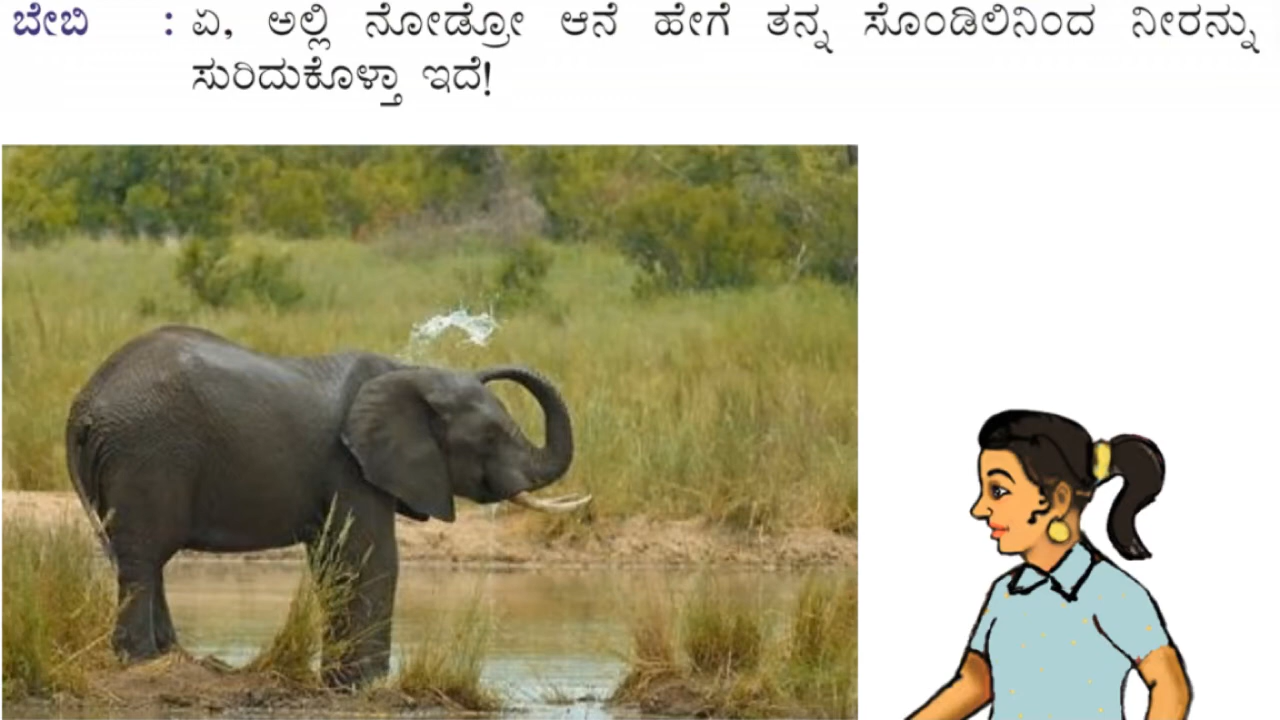 ಬೇಬಿ : ಏ, ಅಲ್ಲಿ ನೋಡ್ರೋ ಆನೆ ಹೇಗೆ ತನ್ನ ಸೊಂಡಿಲಿನಿಂದ ನೀರನ್ನು
ಸುರಿದುಕೊಳ್ತಾ ಇದೆ!